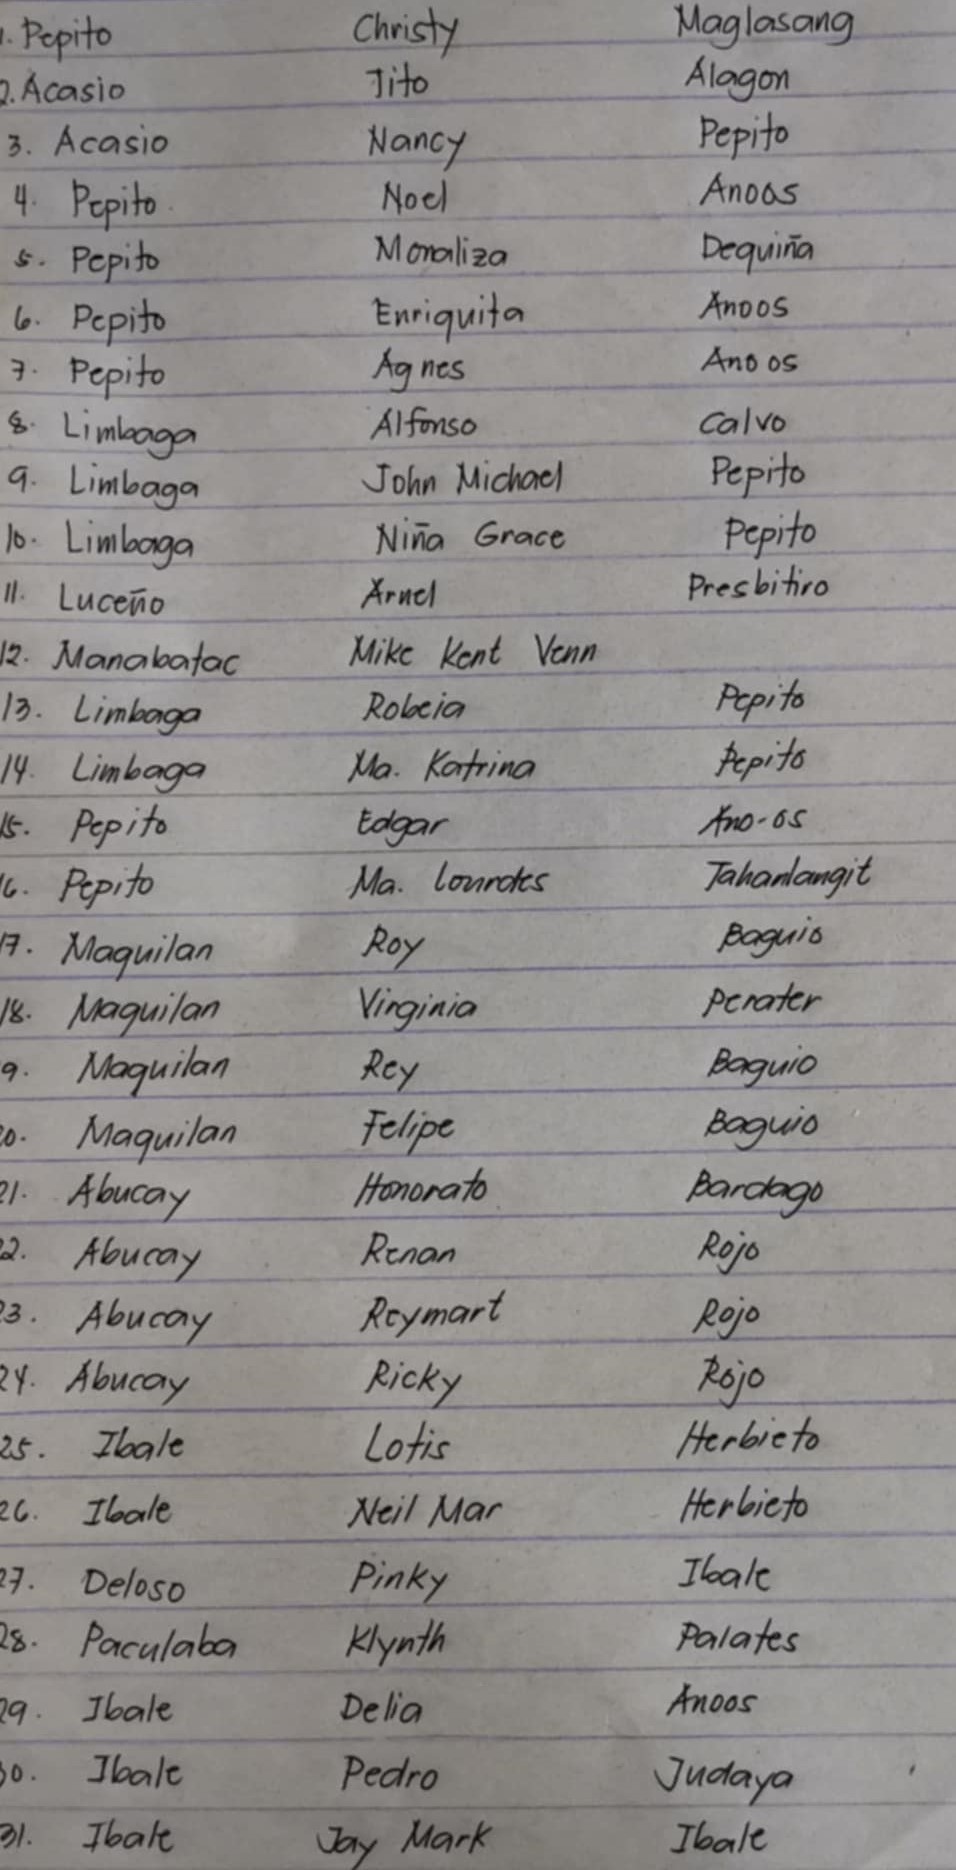 1. Pepito Christy Maglasang
2. Acasio Tito Alagon
3. Acasio Nancy Pepito
4. Pepito Noel Anoos
5. Pepito Monaliza Dequiña
6. Pepito Enriquita Anoos
7. Pepito Agnes Anoos
8. Limbaga Alfonso Calvo
9. Limbaga John Michael Pepito
10. Limbaga Niña Grace Pepito
11. Luceño Arnel Presbitiro
12. Manabatac Mike Kent Venn
13. Limbaga Robeia Pepito
14. Limbaga Ma. Katrina Pepito
15. Pepito Edgar Ano-os
16. Pepito Ma. Lourdes Tahanlangit
17. Maquilan Roy Baguio
18. Maquilan Virginia Perater
9. Maquilan Rey Baguio
0. Maquilan Felipe Baguio
21. Abucay Honorato Bardago
22. Abucay Renan Rojo
23. Abucay Reymart Rojo
24. Abucay Ricky Rojo
25. Ibale Lotis Herbieto
26. Ibale Neil Mar Herbieto
27. Deloso Pinky Ibale
28. Paculaba Klynth Palates
29. Ibale Delia Anoos
30. Ibale Pedro Judaya
31. Ibale Jay Mark Ibale